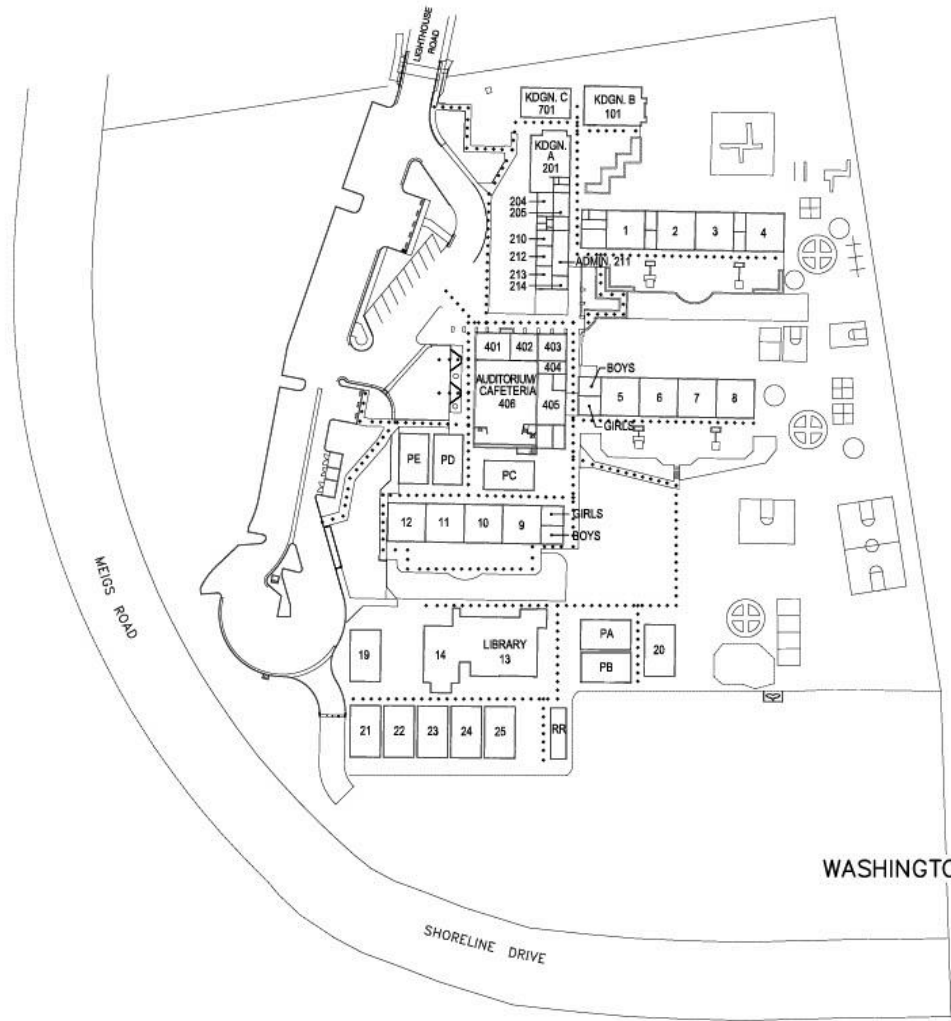 LIGHTHOUSE
ROAD
KDGN. C
701
KDGN. B
101
KDGN.
A
201
204
205
210
212
ADMIN. 211
213
214
1
2
3
4
401
402
403
404
AUDITORIUM/
CAFETERIA
406
405
BOYS
5
6
7
8
GIRLS
PE
PD
PC
12
11
10
9
GIRLS
BOYS
MEIGS ROAD
19
14
LIBRARY
13
PA
PB
20
21
22
23
24
25
RR
WASHINGTO
SHORELINE DRIVE